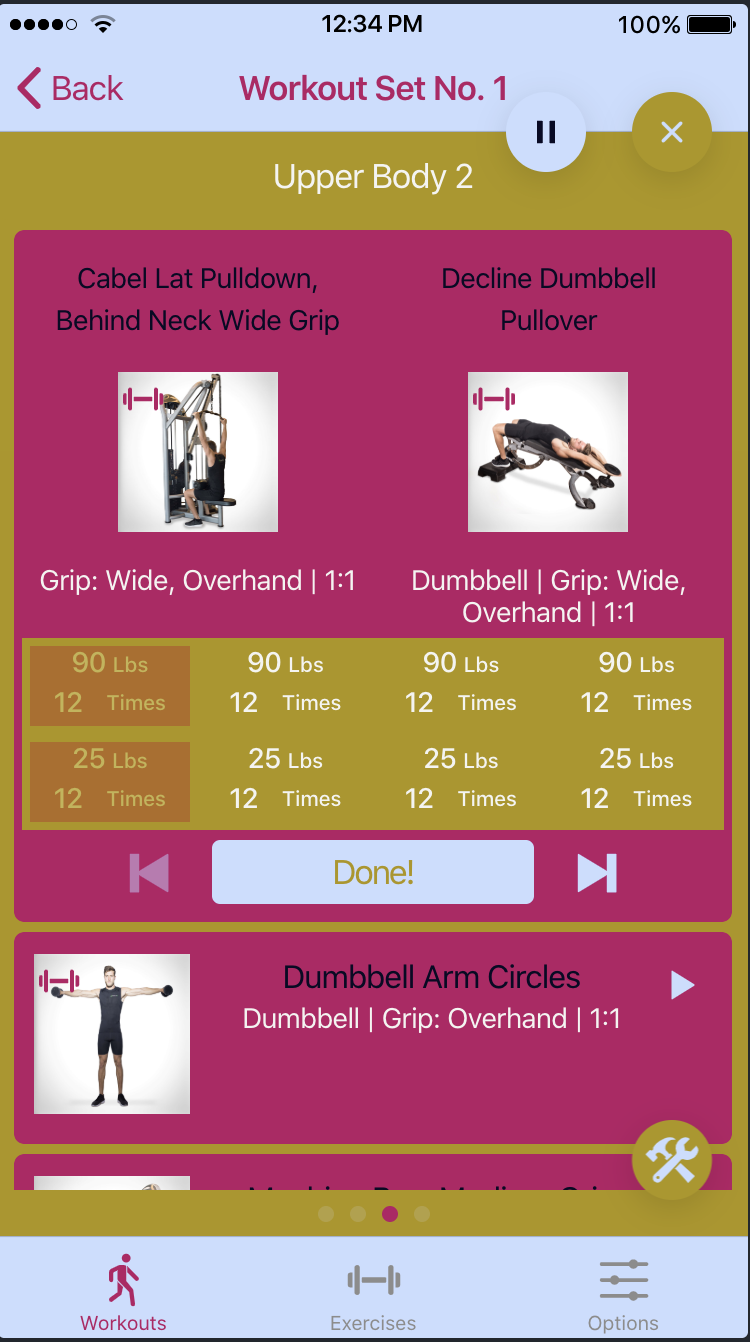 12:34 PM
100%
Back
Workout Set No. 1
Upper Body 2
Cabel Lat Pulldown,
Behind Neck Wide Grip
Decline Dumbbell
Pullover
Grip: Wide, Overhand | 1:1
Dumbbell | Grip: Wide,
Overhand | 1:1
90 Lbs 90 Lbs 90 Lbs 90 Lbs
12 Times 12 Times 12 Times 12 Times
25 Lbs 25 Lbs 25 Lbs 25 Lbs
12 Times 12 Times 12 Times 12 Times
Done!
Dumbbell Arm Circles
Dumbbell | Grip: Overhand | 1:1
Workouts
Exercises
Options